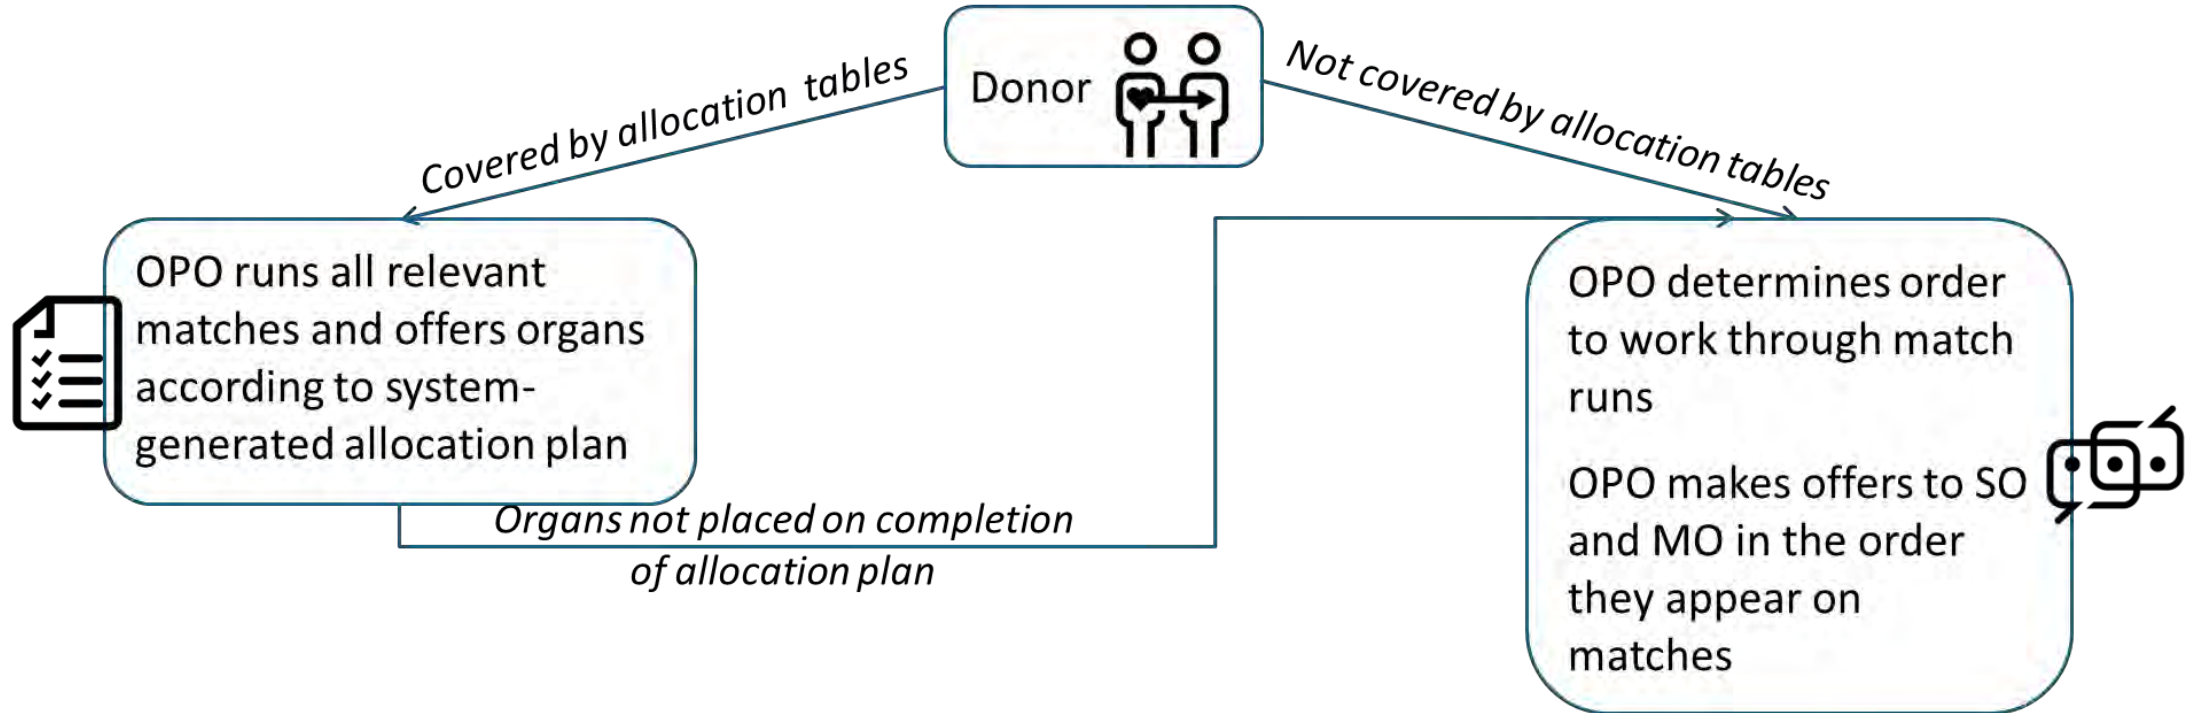 Donor
Covered by allocation tables
Not covered by allocation tables
OPO runs all relevant
matches and offers organs
according to system-
generated allocation plan
Organs not placed on completion
of allocation plan
OPO determines order
to work through match
runs
OPO makes offers to SO
and MO in the order
they appear on
matches